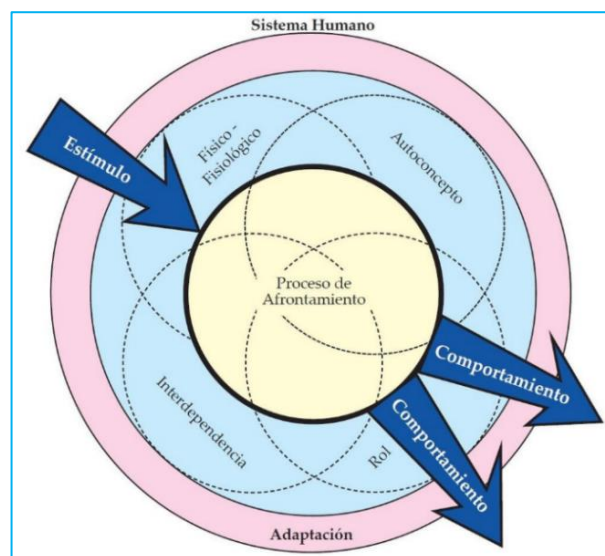 Sistema Humano
Estímulo
Físico -
Fisiológico
Autoconcepto
Proceso de
Afrontamiento
Comportamiento
Comportamiento
Interdependencia
Rol
Adaptación